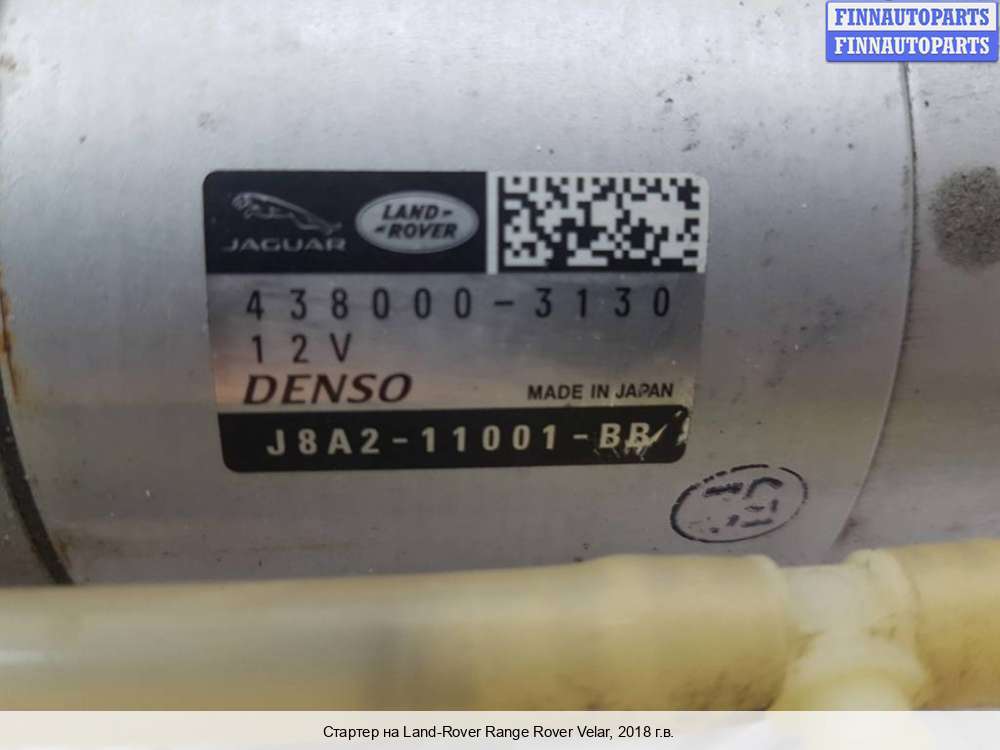 FINNAUTOPARTS
FINNAUTOPARTS
JAGUAR
LAND-
-ROVER
438000-3130
12V
DENSO
MADE IN JAPAN
J8A2-11001-BB
Стартер на Land-Rover Range Rover Velar, 2018 г.в.